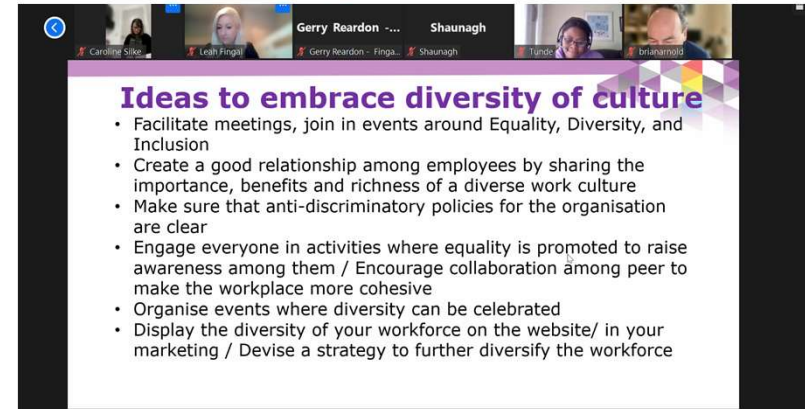 Gerry Reardon -...
Shaunagh
Caroline Silke
Leah Fingal
Gerry Reardon - Finga...
Shaunagh
Tunde
brianarnold
Ideas to embrace diversity of culture
• Facilitate meetings, join in events around Equality, Diversity, and
Inclusion
• Create a good relationship among employees by sharing the
importance, benefits and richness of a diverse work culture
• Make sure that anti-discriminatory policies for the organisation
are clear
• Engage everyone in activities where equality is promoted to raise
awareness among them / Encourage collaboration among peer to
make the workplace more cohesive
• Organise events where diversity can be celebrated
• Display the diversity of your workforce on the website/ in your
marketing / Devise a strategy to further diversify the workforce